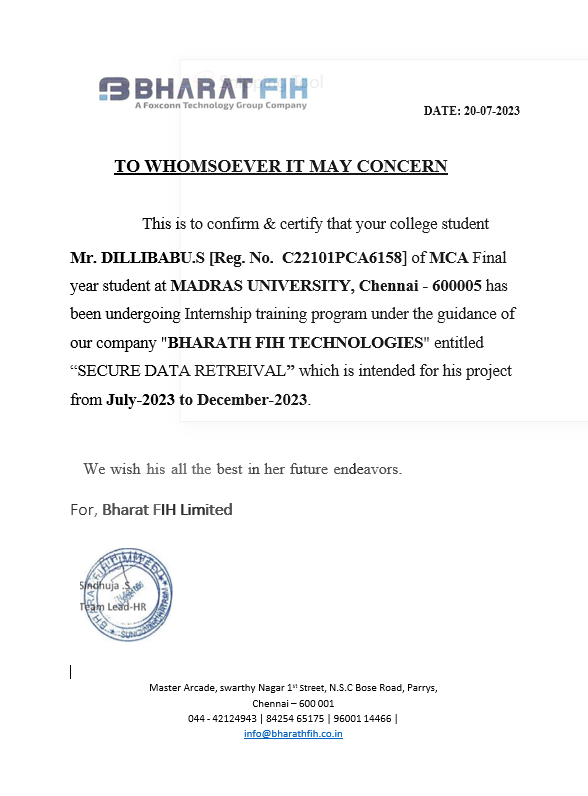 Snipping Tool
BHARAT FIH
A Foxconn Technology Group Company
DATE: 20-07-2023
TO WHOMSOEVER IT MAY CONCERN
This is to confirm & certify that your college student
Mr. DILLIBABU.S [Reg. No. C22101PCA6158] of MCA Final
year student at MADRAS UNIVERSITY, Chennai - 600005 has
been undergoing Internship training program under the guidance of
our company "BHARATH FIH TECHNOLOGIES" entitled
“SECURE DATA RETREIVAL” which is intended for his project
from July-2023 to December-2023.
We wish his all the best in her future endeavors.
For, Bharat FIH Limited
Sindhuja .S
Team Lead-HR
Master Arcade, swarthy Nagar 1st Street, N.S.C Bose Road, Parrys,
Chennai – 600 001
044 - 42124943 | 84254 65175 | 96001 14466 |
info@bharathfih.co.in